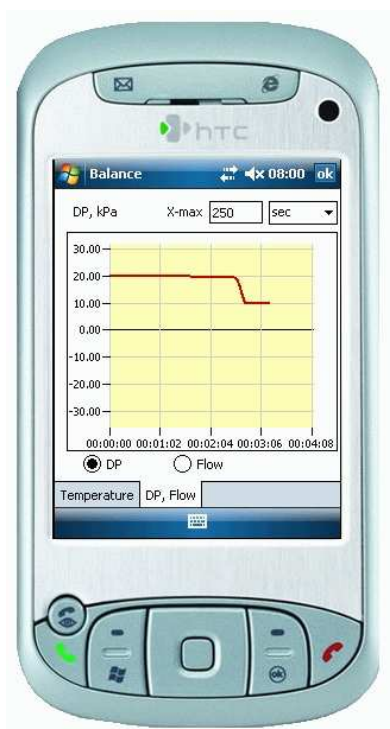 hTC
Balance 08:00 ok
DP, kPa X-max 250 sec
30.00
20.00
10.00
0.00
-10.00
-20.00
-30.00
00:00:00 00:01:02 00:02:04 00:03:06 00:04:08
DP Flow
Temperature DP, Flow
ok